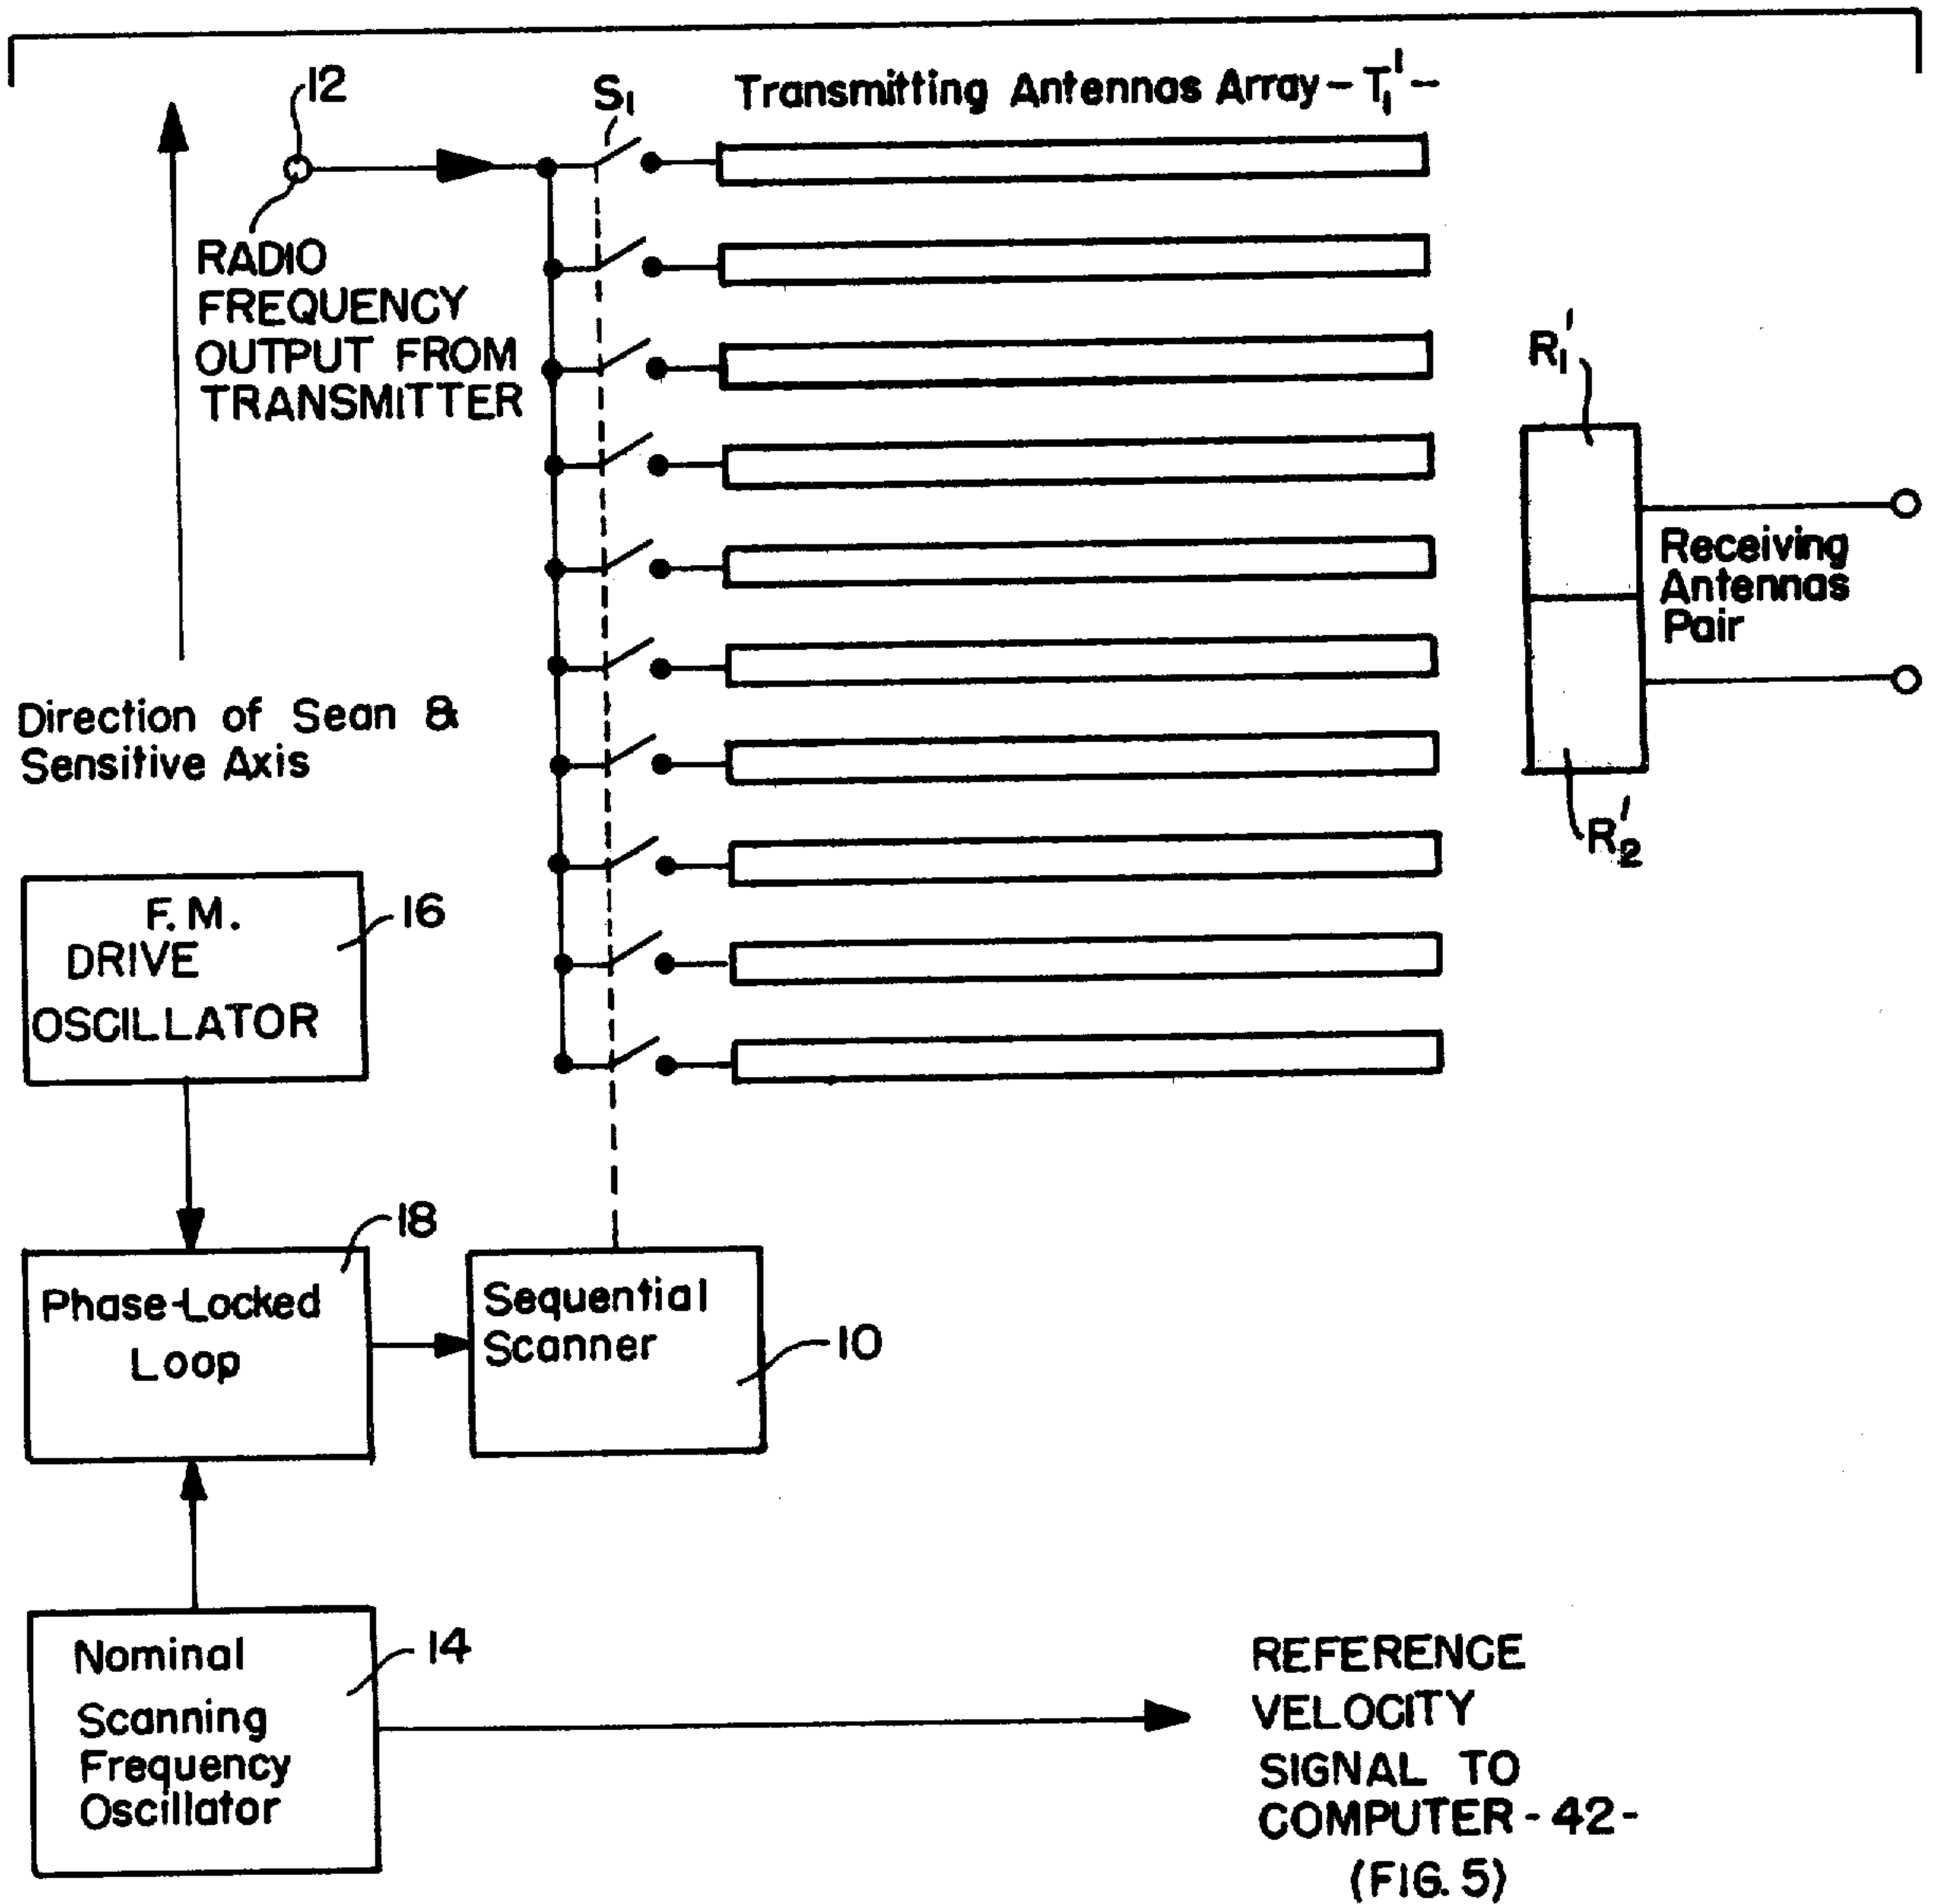 12
S₁
Transmitting Antennas Array – T₁' –
RADIO
FREQUENCY
OUTPUT FROM
TRANSMITTER
R₁'
Receiving
Antennas
Pair
R₂'
Direction of Sean &
Sensitive Axis
F. M.
DRIVE
OSCILLATOR
16
18
Phase-Locked
Loop
Sequential
Scanner
10
Nominal
Scanning
Frequency
Oscillator
14
REFERENCE
VELOCITY
SIGNAL TO
COMPUTER - 42 -
(FIG. 5)